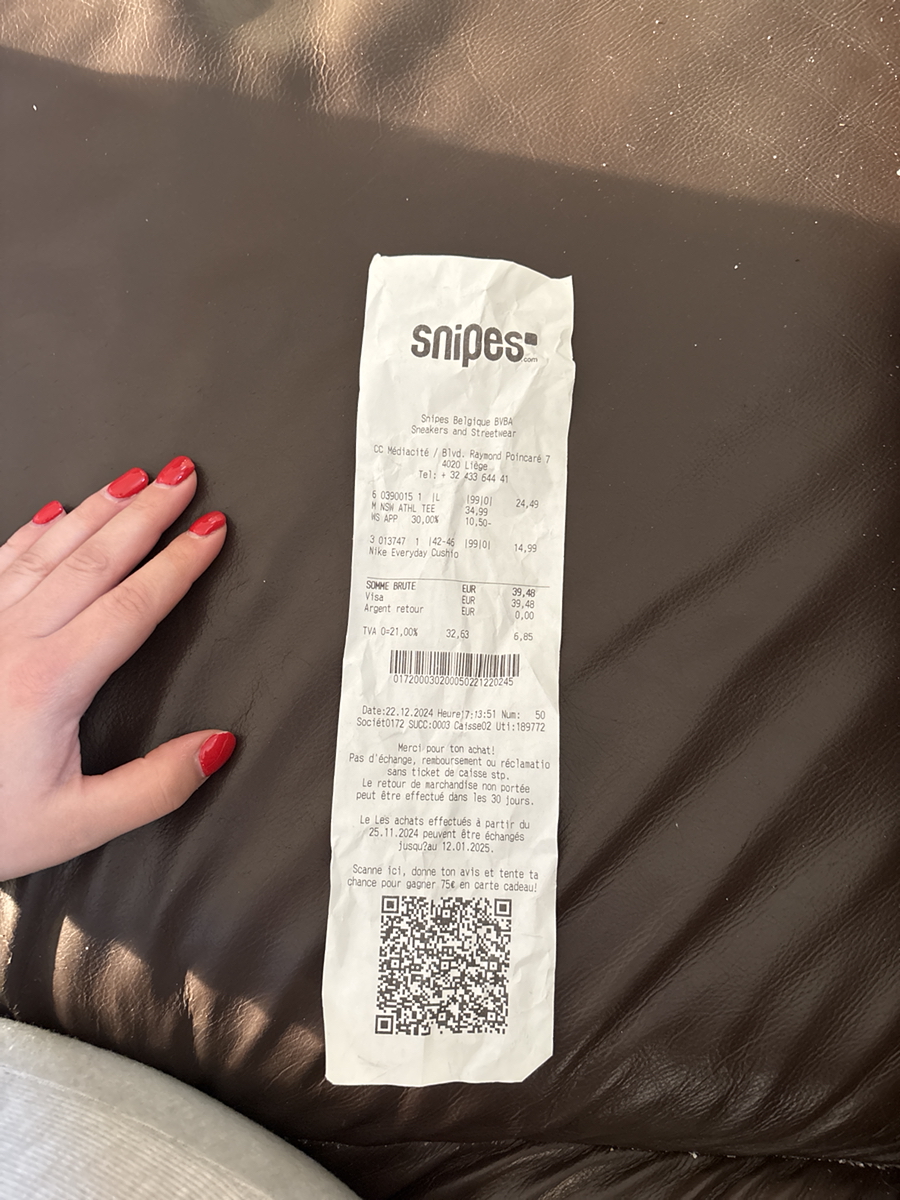 snipes
.com
Snipes Belgique BVBA
Sneakers and Streetwear
CC Médiacité / Blvd. Raymond Poincaré 7
4020 Liège
Tel: + 32 433 644 41
6 0390015 1 |L |99|0| 24,49
M NSW ATHL TEE 34,99
WS APP 30,00% 10,50-
3 013747 1 |42-46 |99|0| 14,99
Nike Everyday Cushio
SOMME BRUTE EUR 39,48
Visa EUR 39,48
Argent retour EUR 0,00
TVA 0=21,00% 32,63 6,85
017200030200050221220245
Date:22.12.2024 Heure17:13:51 Num: 50
Sociét0172 SUCC:0003 Caisse02 Uti:189772
Merci pour ton achat!
Pas d'échange, remboursement ou réclamatio
sans ticket de caisse stp.
Le retour de marchandise non portée
peut être effectué dans les 30 jours.
Le Les achats effectués à partir du
25.11.2024 peuvent être échangés
jusqu?au 12.01.2025.
Scanne ici, donne ton avis et tente ta
chance pour gagner 75€ en carte cadeau!